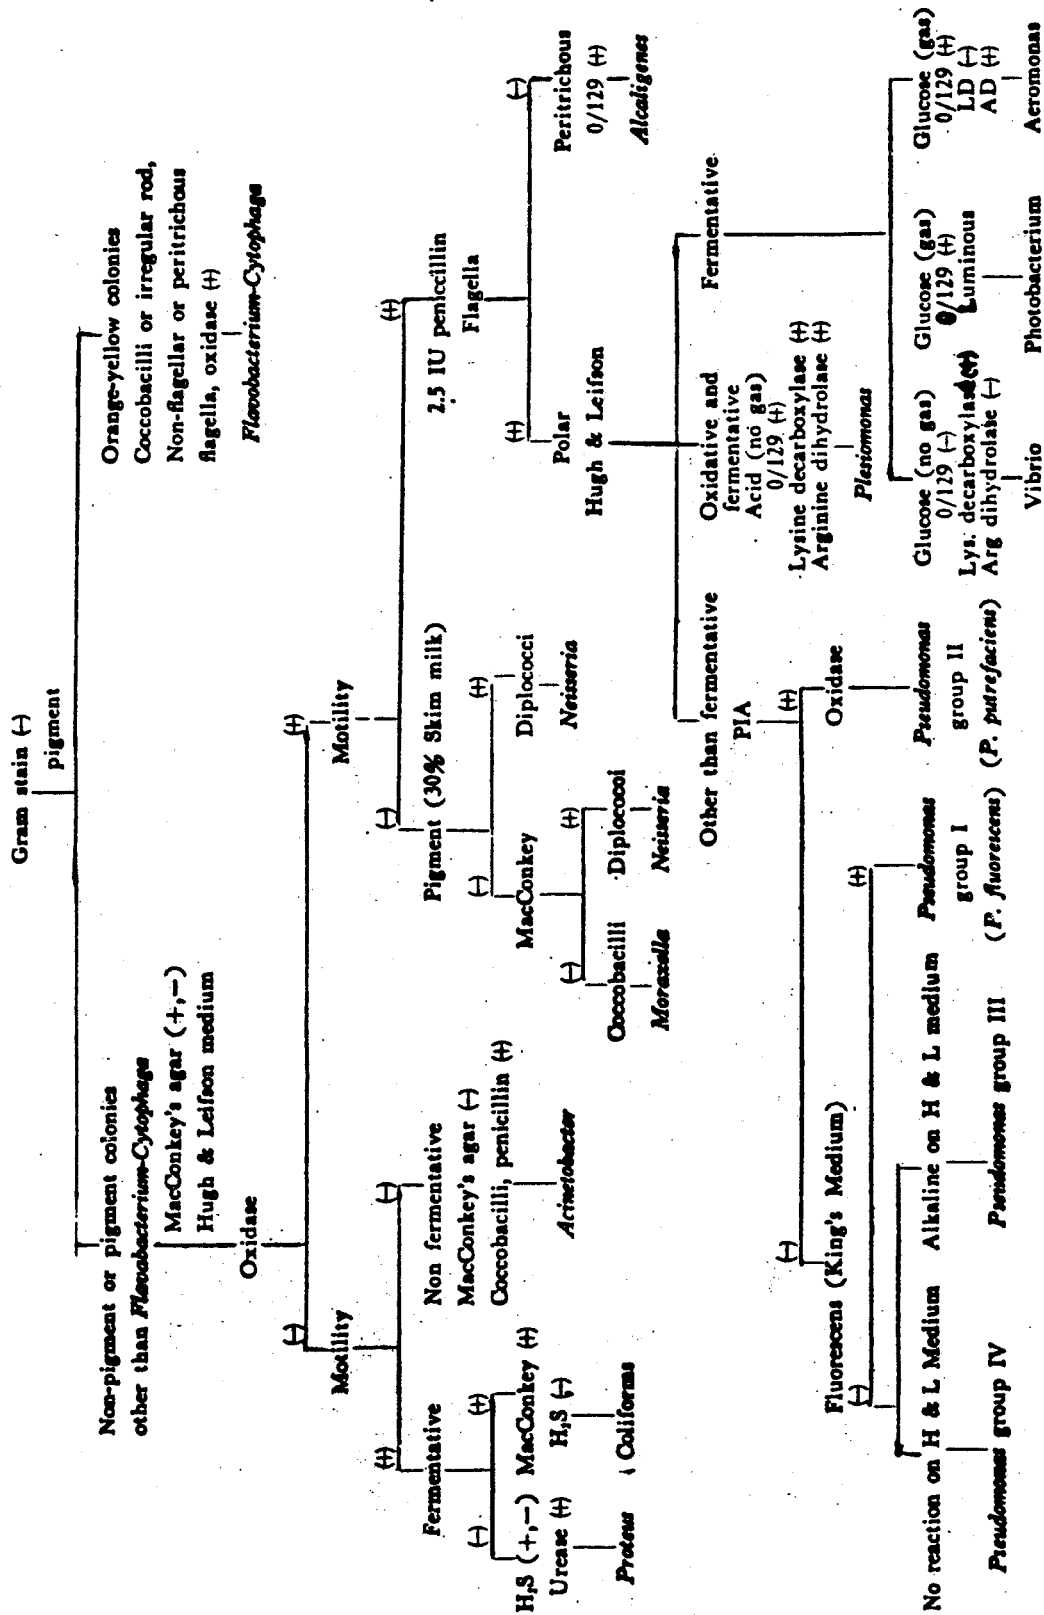 Gram stain (−)
pigment
Non-pigment or pigment colonies
other than Flavobacterium-Cytophaga
MacConkey's agar (+,−)
Hugh & Leifson medium
Oxidase
Orange-yellow colonies
Coccobacilli or irregular rod,
Non-flagellar or peritrichous
flagella, oxidase (+)
Flavobacterium-Cytophaga
(−)
(+)
Motility
Motility
(+)
(−)
Fermentative
Non fermentative
MacConkey's agar (−)
Coccobacilli, penicillin (+)
Acinetobacter
(−)
(+)
H₂S (+,−)
Urease (+)
Proteus
MacConkey (+)
H₂S (−)
Coliforms
(−)
(+)
Pigment (30% Skim milk)
2.5 IU peniccillin
Flagella
(−)
(+)
MacConkey
Diplococci
Neisseria
(−)
(+)
Coccobacilli
Moraxella
Diplococoi
Neisseria
(+)
(−)
Polar
Hugh & Leifson
Peritrichous
0/129 (+)
Alcaligenes
Other than fermentative
PIA
Oxidative and
fermentative
Acid (no gas)
0/129 (+)
Lysine decarboxylase (+)
Arginine dihydrolase (+)
Plesiomonas
Fermentative
(−)
(+)
Fluorescens (King's Medium)
Oxidase
Pseudomonas
group II
(P. putrefaciens)
(−)
(+)
No reaction on H & L Medium
Pseudomonas group IV
Alkaline on H & L medium
Pseudomonas group III
Pseudomonas
group I
(P. fluorescens)
Glucose (no gas)
0/129 (−)
Lys. decarboxylase(+)
Arg dihydrolase (−)
Vibrio
Glucose (gas)
0/129 (+)
Luminous
Photobacterium
Glucose (gas)
0/129 (+)
LD (−)
AD (+)
Aeromonas